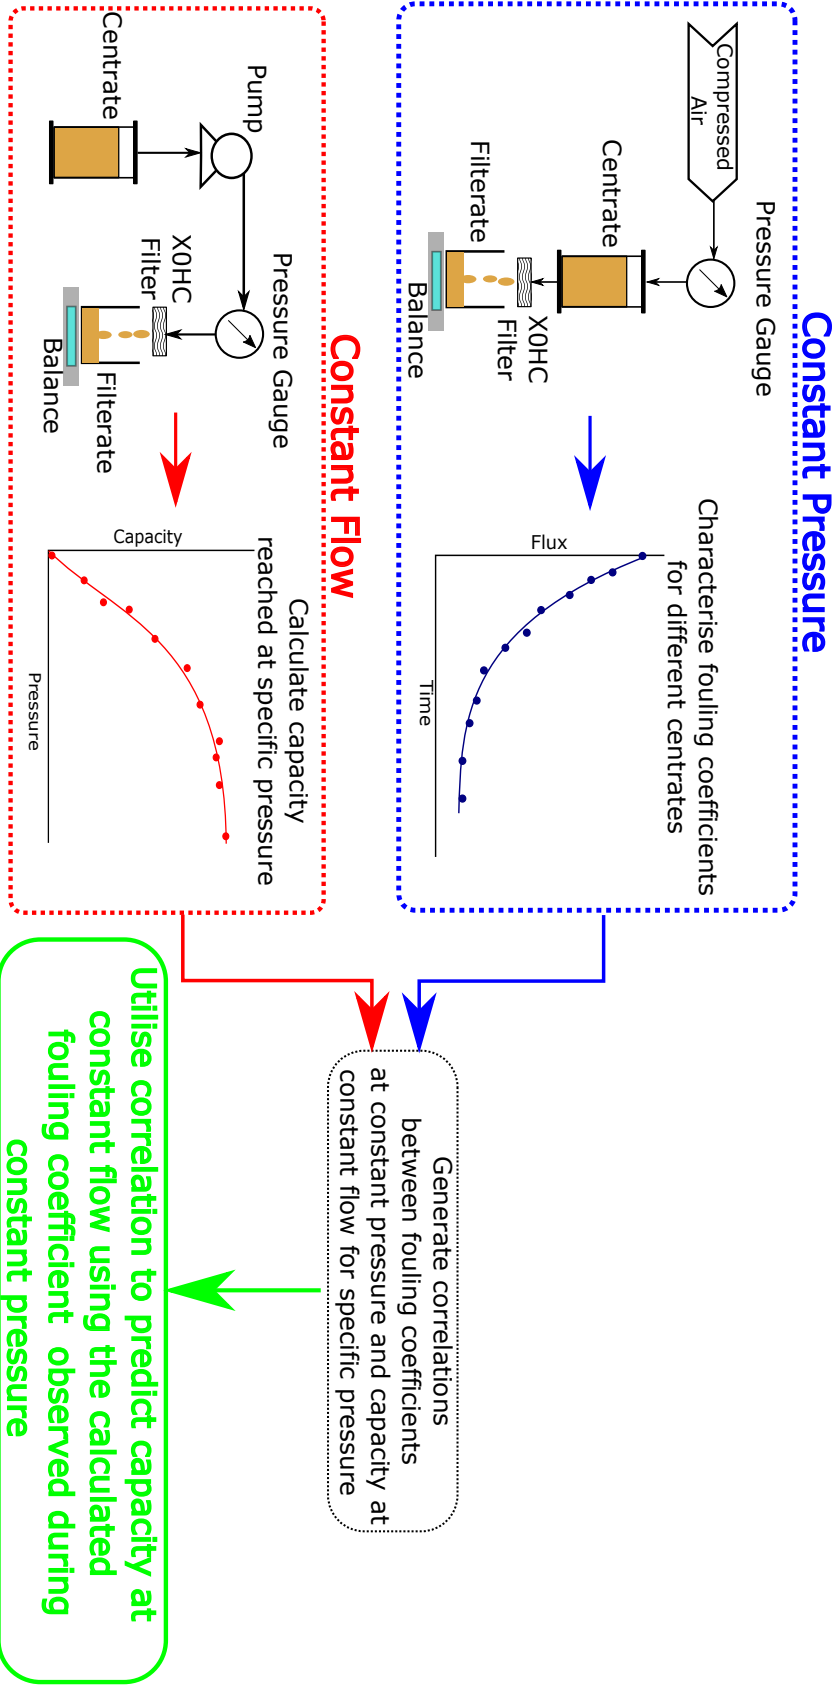 Constant Pressure
Compressed
Air
Pressure Gauge
Centrate
Filterate
X0HC
Filter
Balance
Characterise fouling coefficients
for different centrates
Flux
Time
Constant Flow
Centrate
Pump
Pressure Gauge
X0HC
Filter
Filterate
Balance
Calculate capacity
reached at specific pressure
Capacity
Pressure
Generate correlations
between fouling coefficients
at constant pressure and capacity at
constant flow for specific pressure
Utilise correlation to predict capacity at
constant flow using the calculated
fouling coefficient observed during
constant pressure